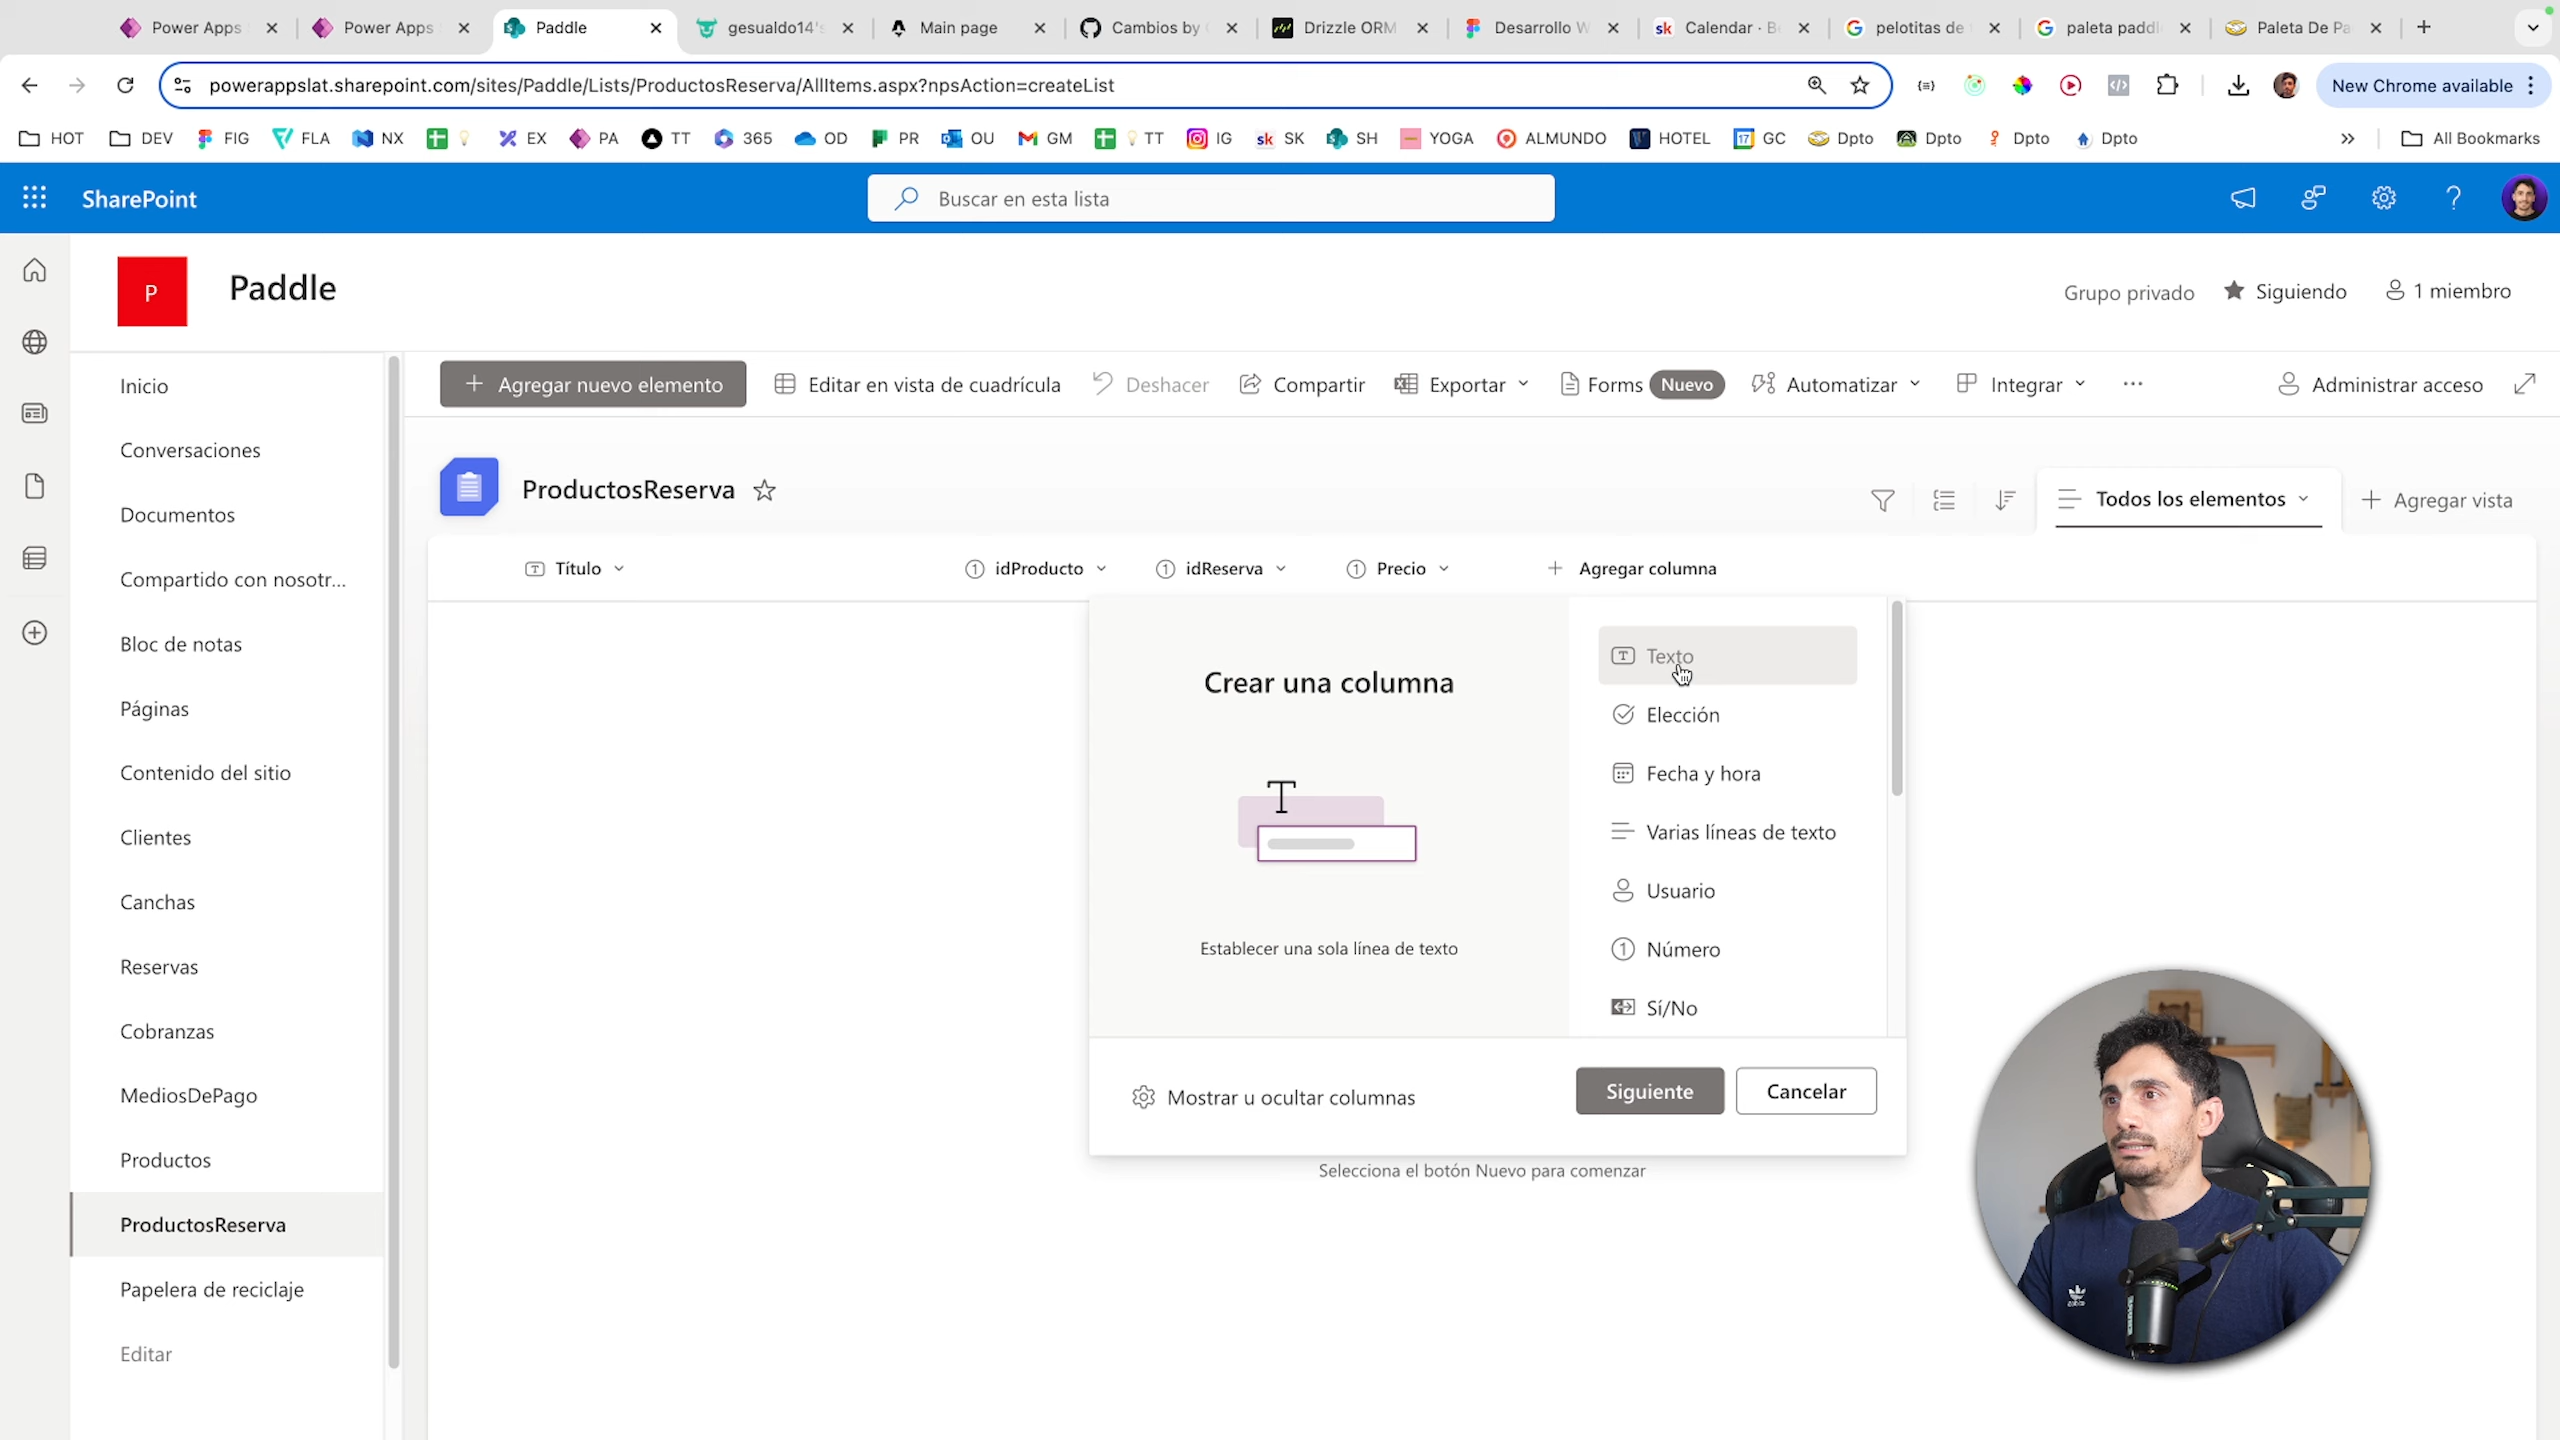 Power Apps
Power Apps
Paddle
gesualdo14's
Main page
Cambios by
Drizzle ORM
Desarrollo W
Calendar · B
pelotitas de
paleta paddl
Paleta De Pa
powerappslat.sharepoint.com/sites/Paddle/Lists/ProductosReserva/AllItems.aspx?npsAction=createList
New Chrome available
HOT
DEV
FIG
FLA
NX
EX
PA
TT
365
OD
PR
OU
GM
TT
IG
SK
SH
YOGA
ALMUNDO
HOTEL
GC
Dpto
Dpto
Dpto
Dpto
All Bookmarks
SharePoint
Buscar en esta lista
P
Paddle
Grupo privado
Siguiendo
1 miembro
Inicio
Conversaciones
Documentos
Compartido con nosotr...
Bloc de notas
Páginas
Contenido del sitio
Clientes
Canchas
Reservas
Cobranzas
MediosDePago
Productos
ProductosReserva
Papelera de reciclaje
Editar
Agregar nuevo elemento
Editar en vista de cuadrícula
Deshacer
Compartir
Exportar
Forms
Nuevo
Automatizar
Integrar
Administrar acceso
ProductosReserva
Todos los elementos
Agregar vista
Título
idProducto
idReserva
Precio
Agregar columna
Crear una columna
T
Establecer una sola línea de texto
Texto
Elección
Fecha y hora
Varias líneas de texto
Usuario
Número
Sí/No
Mostrar u ocultar columnas
Siguiente
Cancelar
Selecciona el botón Nuevo para comenzar